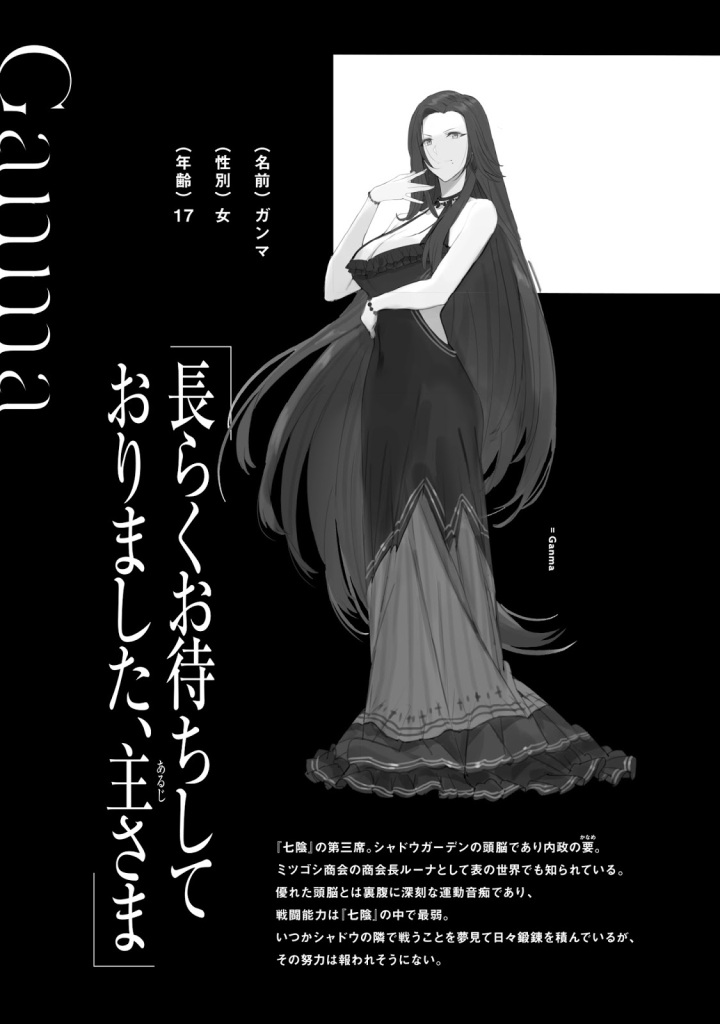 Ganma
（名前）ガンマ
（性別）女
（年齢）17
「長らくお待ちして
おりました、主さま」
あるじ
=Ganma
『七陰』の第三席。シャドウガーデンの頭脳であり内政の要。
かなめ
ミツゴシ商会の商会長ルーナとして表の世界でも知られている。
優れた頭脳とは裏腹に深刻な運動音痴であり、
戦闘能力は『七陰』の中で最弱。
いつかシャドウの隣で戦うことを夢見て日々鍛錬を積んでいるが、
その努力は報われそうにない。